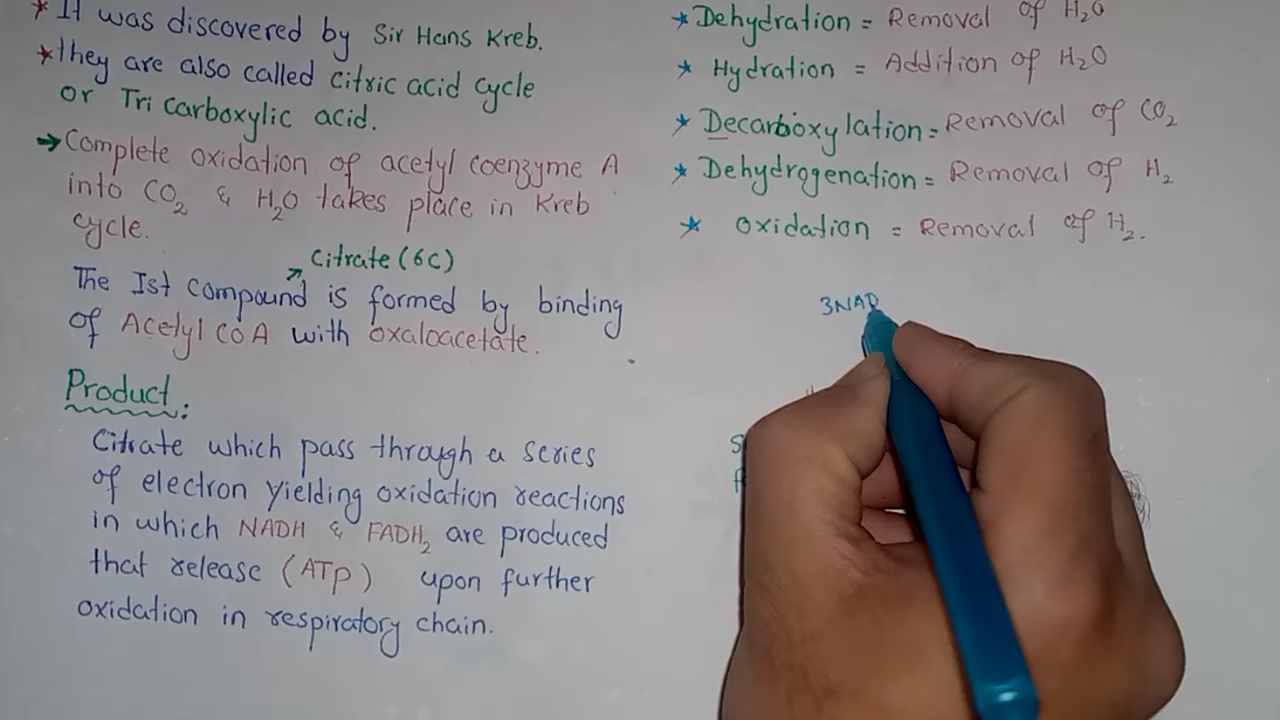 * It was discovered by Sir Hans Kreb.
* They are also called Citric acid cycle
or Tri carboxylic acid.
→ Complete oxidation of acetyl coenzyme A
into CO₂ & H₂O takes place in Kreb
cycle.
Citrate (6C)
The Ist compound is formed by binding
of Acetyl CoA with oxaloacetate.
Product:
Citrate which pass through a series
of electron yielding oxidation reactions
in which NADH & FADH₂ are produced
that release (ATP) upon further
oxidation in respiratory chain.
* Dehydration = Removal of H₂O
* Hydration = Addition of H₂O
* Decarboxylation = Removal of CO₂
* Dehydrogenation = Removal of H₂
* Oxidation = Removal of H₂.
3NAD